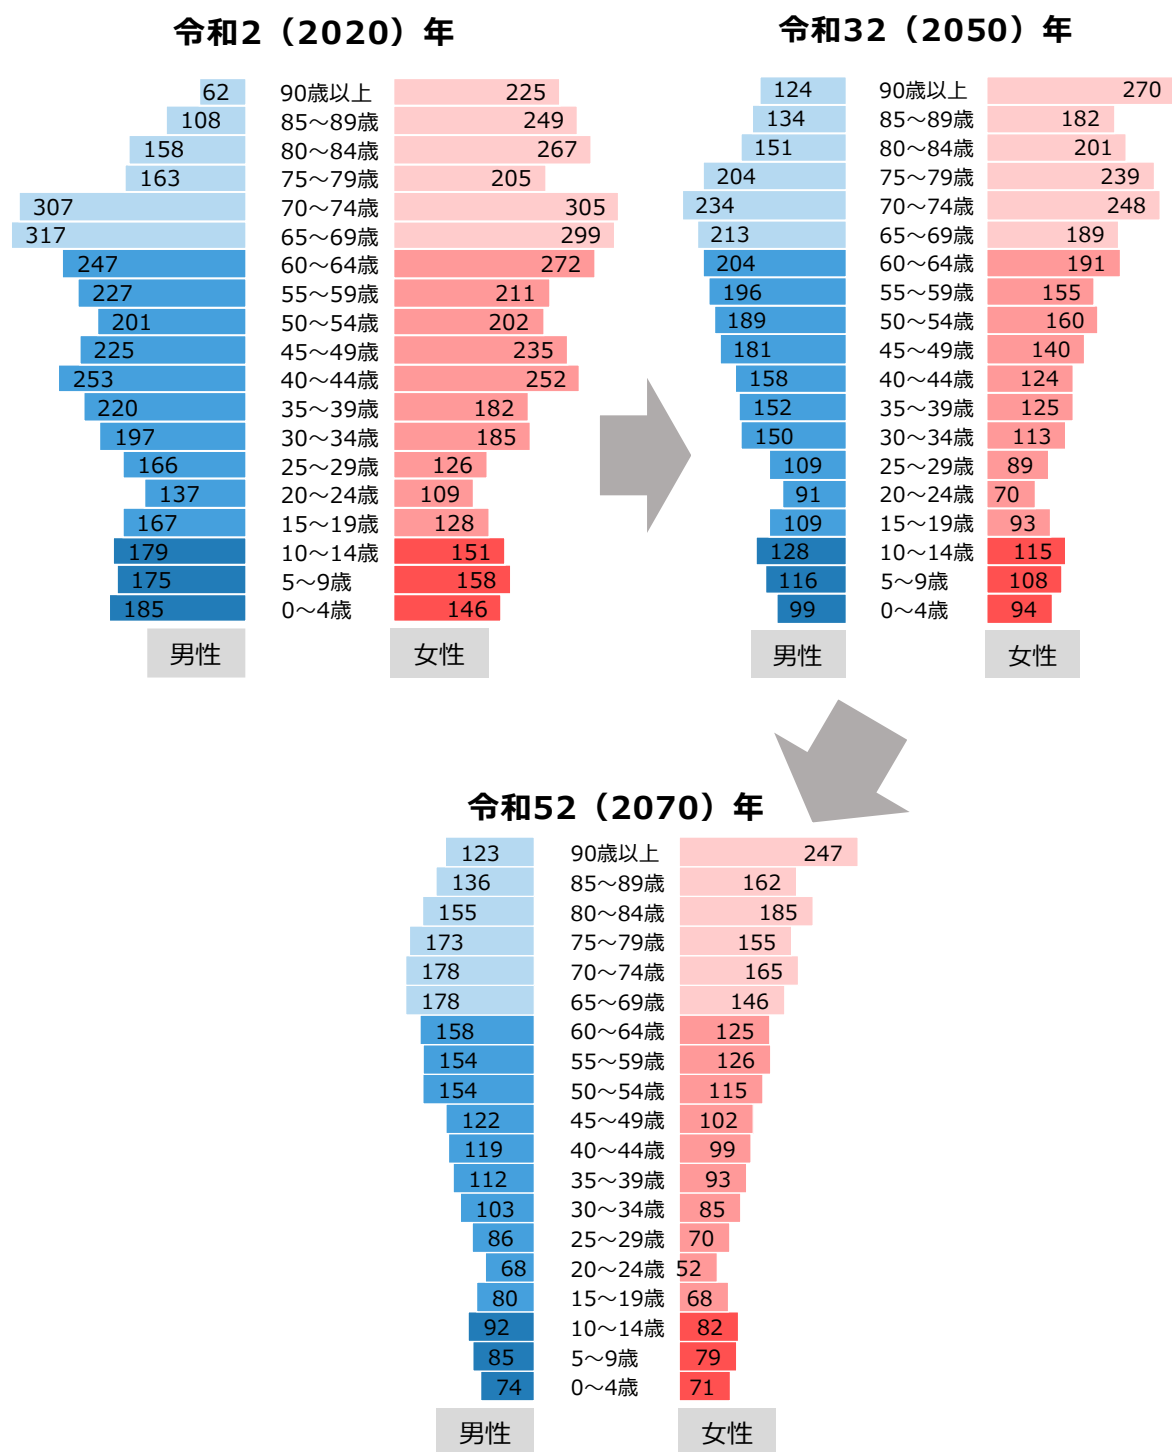 令和2（2020）年
62 90歳以上 225
108 85～89歳 249
158 80～84歳 267
163 75～79歳 205
307 70～74歳 305
317 65～69歳 299
247 60～64歳 272
227 55～59歳 211
201 50～54歳 202
225 45～49歳 235
253 40～44歳 252
220 35～39歳 182
197 30～34歳 185
166 25～29歳 126
137 20～24歳 109
167 15～19歳 128
179 10～14歳 151
175 5～9歳 158
185 0～4歳 146
男性 女性
令和32（2050）年
124 90歳以上 270
134 85～89歳 182
151 80～84歳 201
204 75～79歳 239
234 70～74歳 248
213 65～69歳 189
204 60～64歳 191
196 55～59歳 155
189 50～54歳 160
181 45～49歳 140
158 40～44歳 124
152 35～39歳 125
150 30～34歳 113
109 25～29歳 89
91 20～24歳 70
109 15～19歳 93
128 10～14歳 115
116 5～9歳 108
99 0～4歳 94
男性 女性
令和52（2070）年
123 90歳以上 247
136 85～89歳 162
155 80～84歳 185
173 75～79歳 155
178 70～74歳 165
178 65～69歳 146
158 60～64歳 125
154 55～59歳 126
154 50～54歳 115
122 45～49歳 102
119 40～44歳 99
112 35～39歳 93
103 30～34歳 85
86 25～29歳 70
68 20～24歳 52
80 15～19歳 68
92 10～14歳 82
85 5～9歳 79
74 0～4歳 71
男性 女性